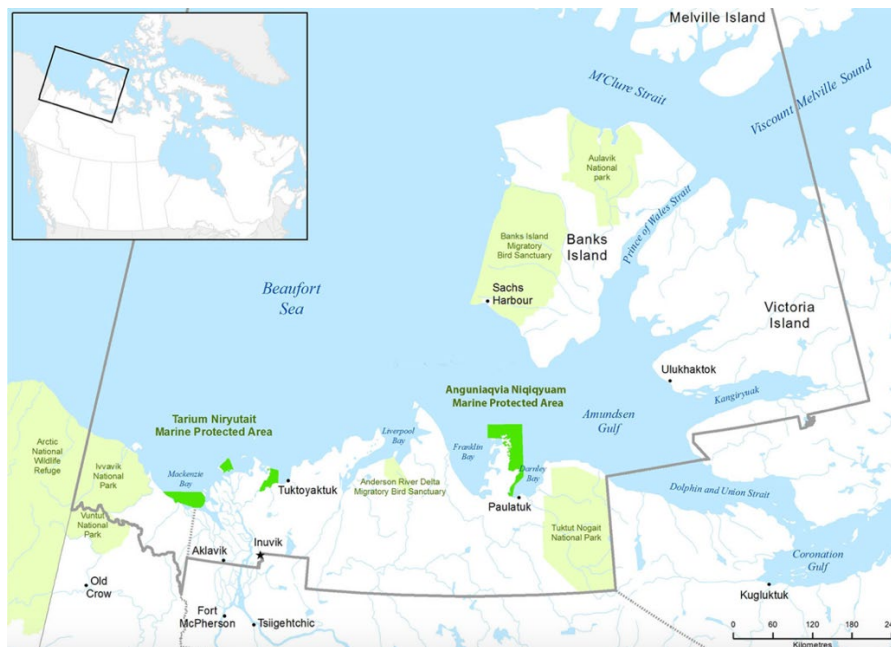 Melville Island
M'Clure Strait
Viscount Melville Sound
Aulavik
National
park
Prince of Wales Strait
Banks Island
Migratory
Bird Sanctuary
Banks
Island
Sachs
Harbour
Beaufort
Sea
Victoria
Island
Ulukhaktok
Kangiryuak
Anguniaqvia Niqiqyuam
Marine Protected Area
Amundsen
Gulf
Tarium Niryutait
Marine Protected Area
Liverpool
Bay
Franklin
Bay
Darnley
Bay
Arctic
National
Wildlife
Refuge
Ivvavik
National
Park
Mackenzie
Bay
Tuktoyaktuk
Anderson River Delta
Migratory Bird Sanctuary
Paulatuk
Dolphin and Union Strait
Vuntut
National
Park
Tuktut Nogait
National Park
Inuvik
Aklavik
Coronation
Gulf
Old
Crow
Kugluktuk
Fort
McPherson
Tsiigehtchic
0 60 120 180
Kilometres